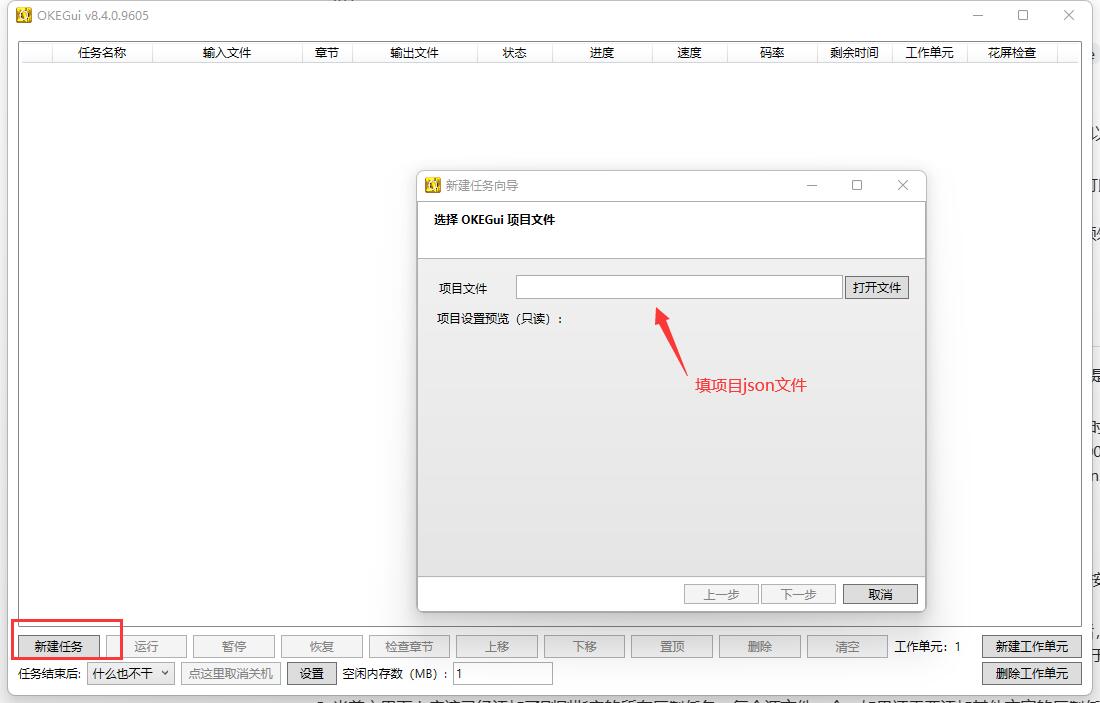 OKEGui v8.4.0.9605
任务名称 输入文件 章节 输出文件 状态 进度 速度 码率 剩余时间 工作单元 花屏检查
新建任务向导
选择 OKEGui 项目文件
项目文件 打开文件
项目设置预览（只读）:
填项目json文件
上一步 下一步 取消
新建任务 运行 暂停 恢复 检查章节 上移 下移 置顶 删除 清空 工作单元: 1 新建工作单元
任务结束后: 什么也不干 点这里取消关机 设置 空闲内存数（MB）: 1 删除工作单元